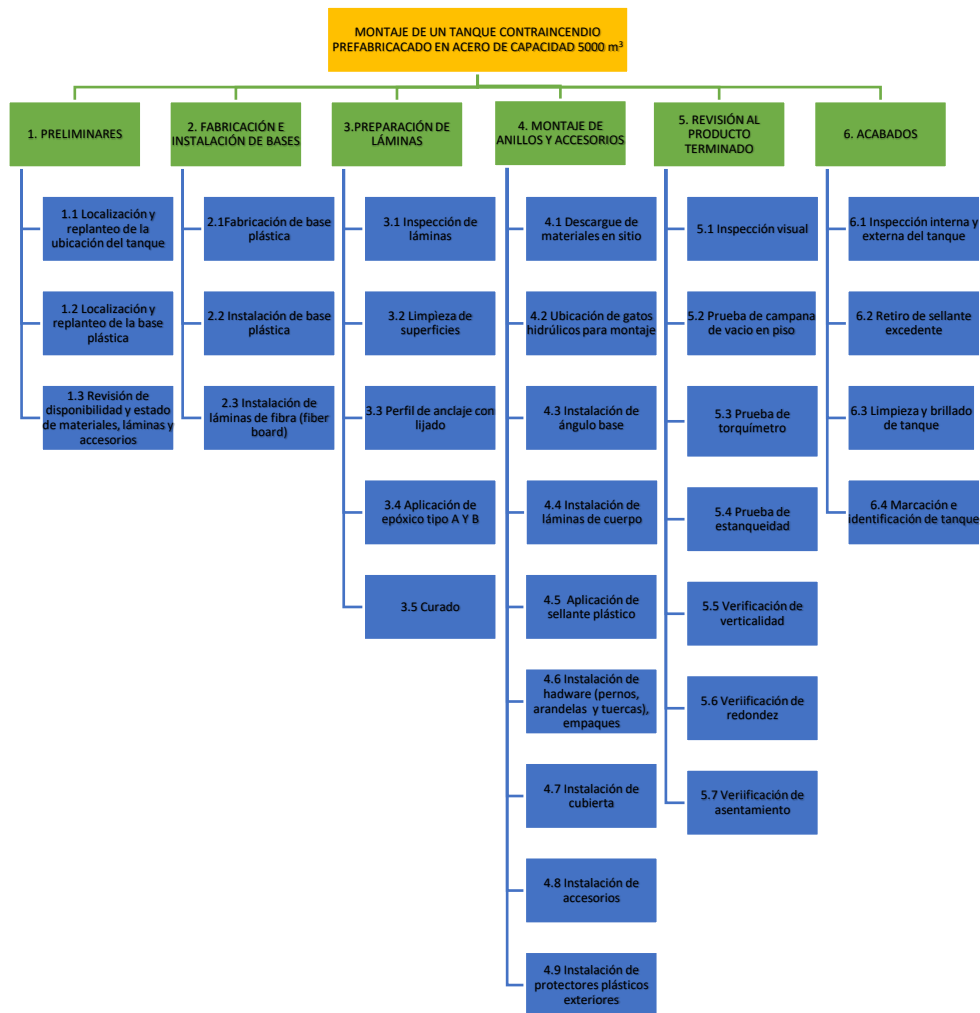 MONTAJE DE UN TANQUE CONTRAINCENDIO
PREFABRICACADO EN ACERO DE CAPACIDAD 5000 m³
1. PRELIMINARES
1.1 Localización y
replanteo de la
ubicación del tanque
1.2 Localización y
replanteo de la base
plástica
1.3 Revisión de
disponibilidad y estado
de materiales, láminas y
accesorios
2. FABRICACIÓN E
INSTALACIÓN DE BASES
2.1Fabricación de base
plástica
2.2 Instalación de base
plástica
2.3 Instalación de
láminas de fibra (fiber
board)
3.PREPARACIÓN DE
LÁMINAS
3.1 Inspección de
láminas
3.2 Limpieza de
superficies
3.3 Perfil de anclaje con
lijado
3.4 Aplicación de
epóxico tipo A Y B
3.5 Curado
4. MONTAJE DE
ANILLOS Y ACCESORIOS
4.1 Descargue de
materiales en sitio
4.2 Ubicación de gatos
hidrúlicos para montaje
4.3 Instalación de
ángulo base
4.4 Instalación de
láminas de cuerpo
4.5 Aplicación de
sellante plástico
4.6 Instalación de
hadware (pernos,
arandelas y tuercas),
empaques
4.7 Instalación de
cubierta
4.8 Instalación de
accesorios
4.9 Instalación de
protectores plásticos
exteriores
5. REVISIÓN AL
PRODUCTO
TERMINADO
5.1 Inspección visual
5.2 Prueba de campana
de vacio en piso
5.3 Prueba de
torquímetro
5.4 Prueba de
estanqueidad
5.5 Verificación de
verticalidad
5.6 Veriificación de
redondez
5.7 Veriificación de
asentamiento
6. ACABADOS
6.1 Inspección interna y
externa del tanque
6.2 Retiro de sellante
excedente
6.3 Limpieza y brillado
de tanque
6.4 Marcación e
identificación de tanque